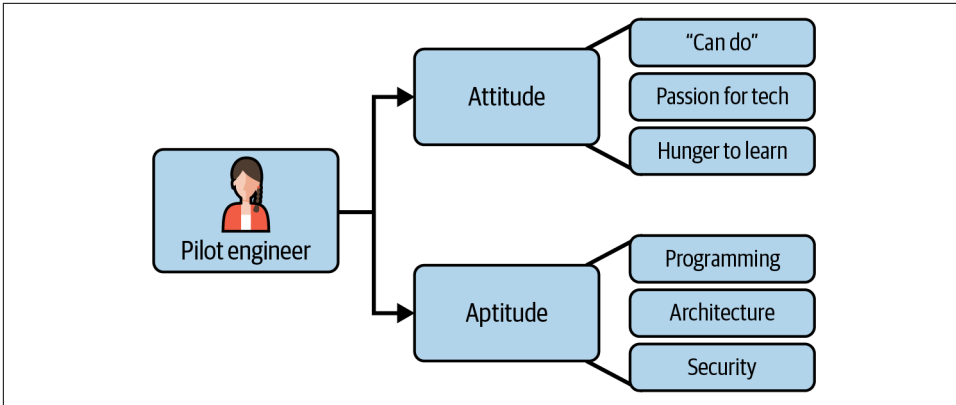 Pilot engineer
Attitude
“Can do”
Passion for tech
Hunger to learn
Aptitude
Programming
Architecture
Security